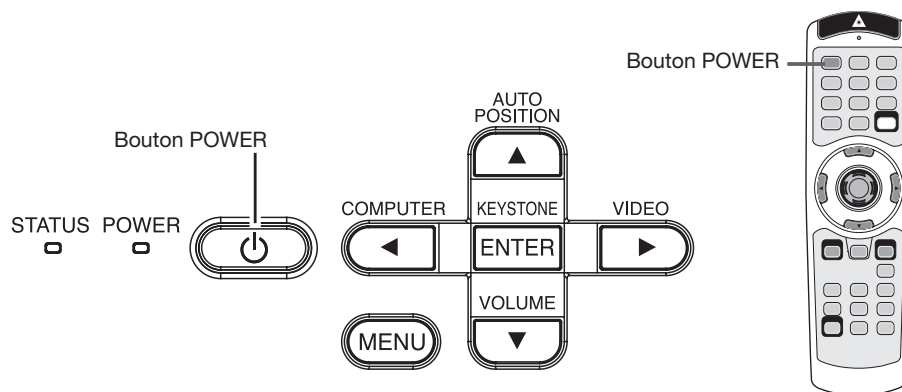 Bouton POWER
AUTO
POSITION
Bouton POWER
COMPUTER
KEYSTONE
VIDEO
STATUS
POWER
ENTER
VOLUME
MENU